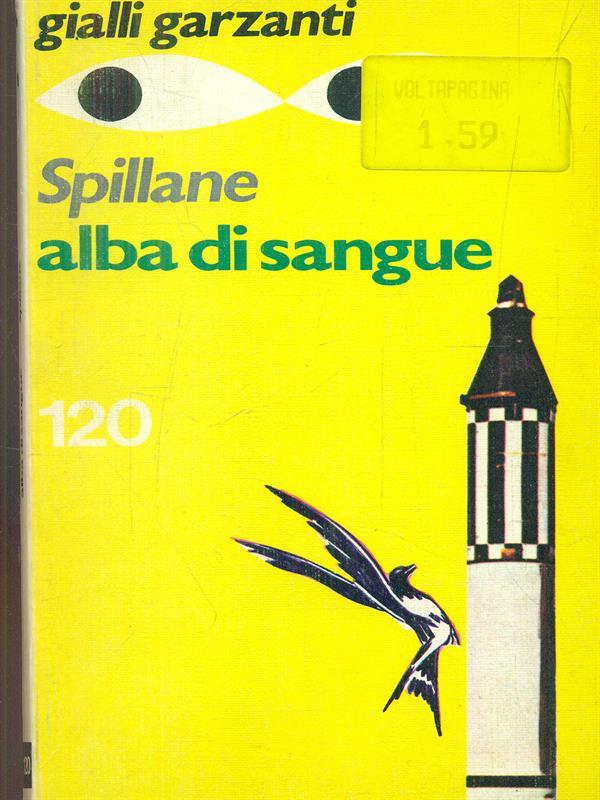 gialli garzanti
VOLTAPAGINA
1.59
Spillane
alba di sangue
120